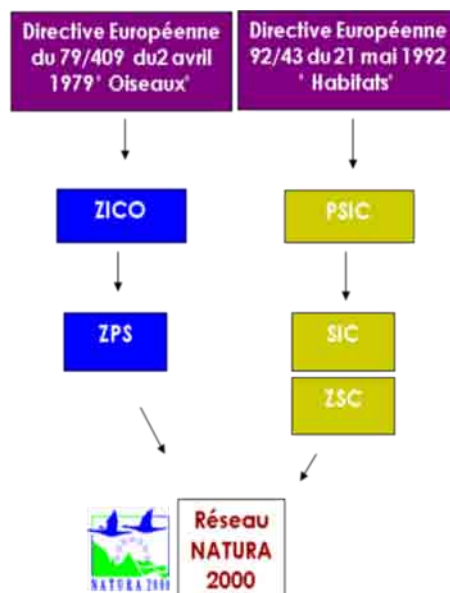 Directive Européenne
du 79/409 du2 avril
1979" Oiseaux"
Directive Européenne
92/43 du 21 mai 1992
" Habitats"
ZICO
PSIC
ZPS
SIC
ZSC
NATURA 2000
Réseau
NATURA
2000